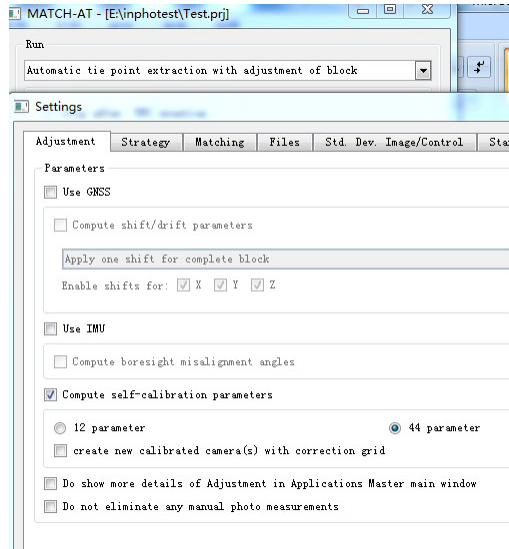 MATCH-AT - [E:\inphotest\Test.prj]
Run
Automatic tie point extraction with adjustment of block
Settings
Adjustment Strategy Matching Files Std. Dev. Image/Control
Parameters
Use GNSS
Compute shift/drift parameters
Apply one shift for complete block
Enable shifts for: X Y Z
Use IMU
Compute boresight misalignment angles
Compute self-calibration parameters
12 parameter 44 parameter
create new calibrated camera(s) with correction grid
Do show more details of Adjustment in Applications Master main window
Do not eliminate any manual photo measurements